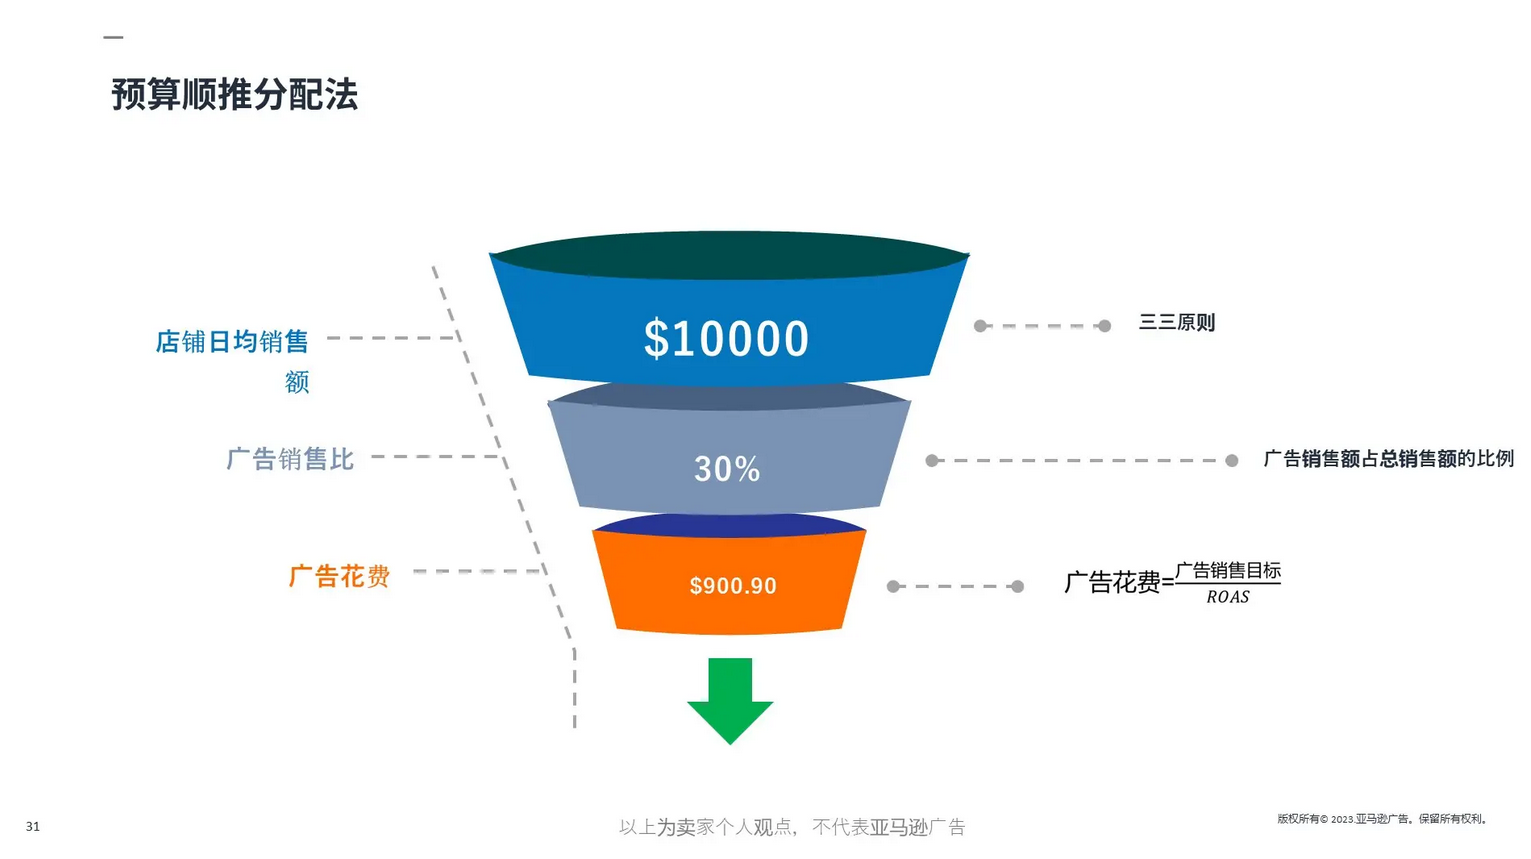 预算顺推分配法
店铺日均销售
额
$10000
三三原则
广告销售比
30%
广告销售额占总销售额的比例
广告花费
$900.90
广告花费=广告销售目标
ROAS
31
以上为卖家个人观点，不代表亚马逊广告
版权所有© 2023.亚马逊广告。保留所有权利。